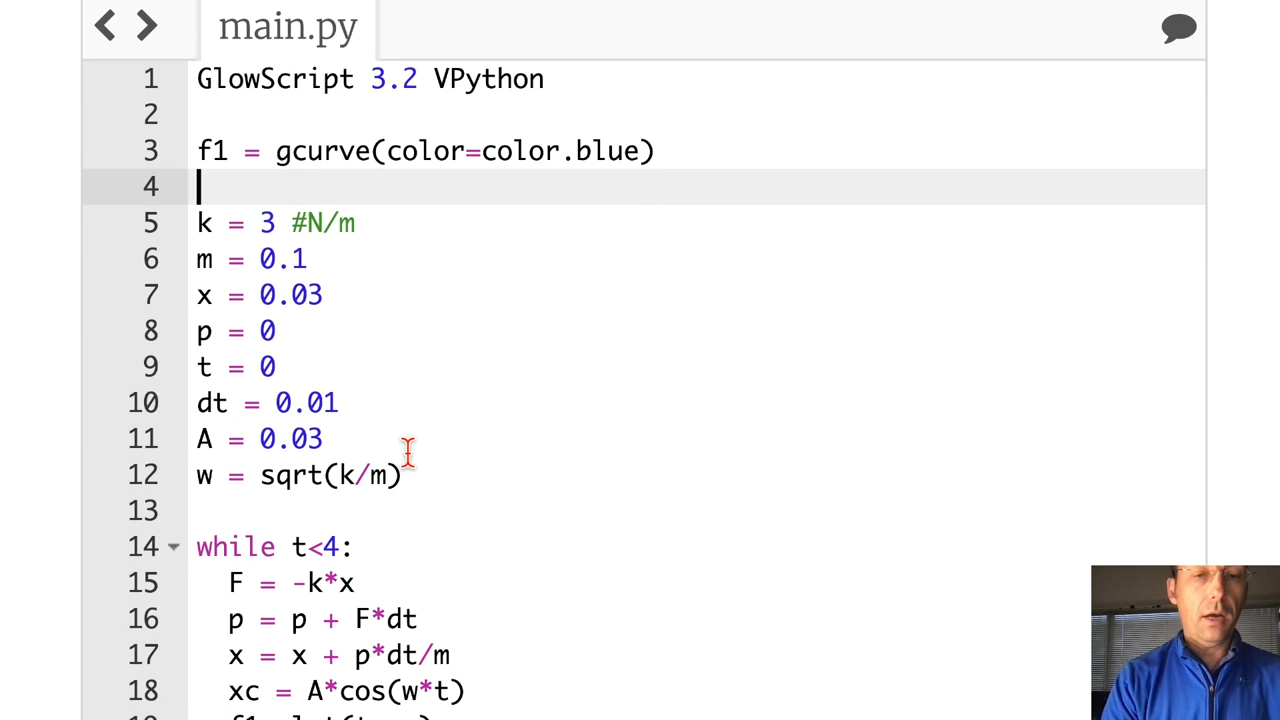 main.py
1 GlowScript 3.2 VPython
2
3 f1 = gcurve(color=color.blue)
4
5 k = 3 #N/m
6 m = 0.1
7 x = 0.03
8 p = 0
9 t = 0
10 dt = 0.01
11 A = 0.03
12 w = sqrt(k/m)
13
14 while t<4:
15 F = -k*x
16 p = p + F*dt
17 x = x + p*dt/m
18 xc = A*cos(w*t)